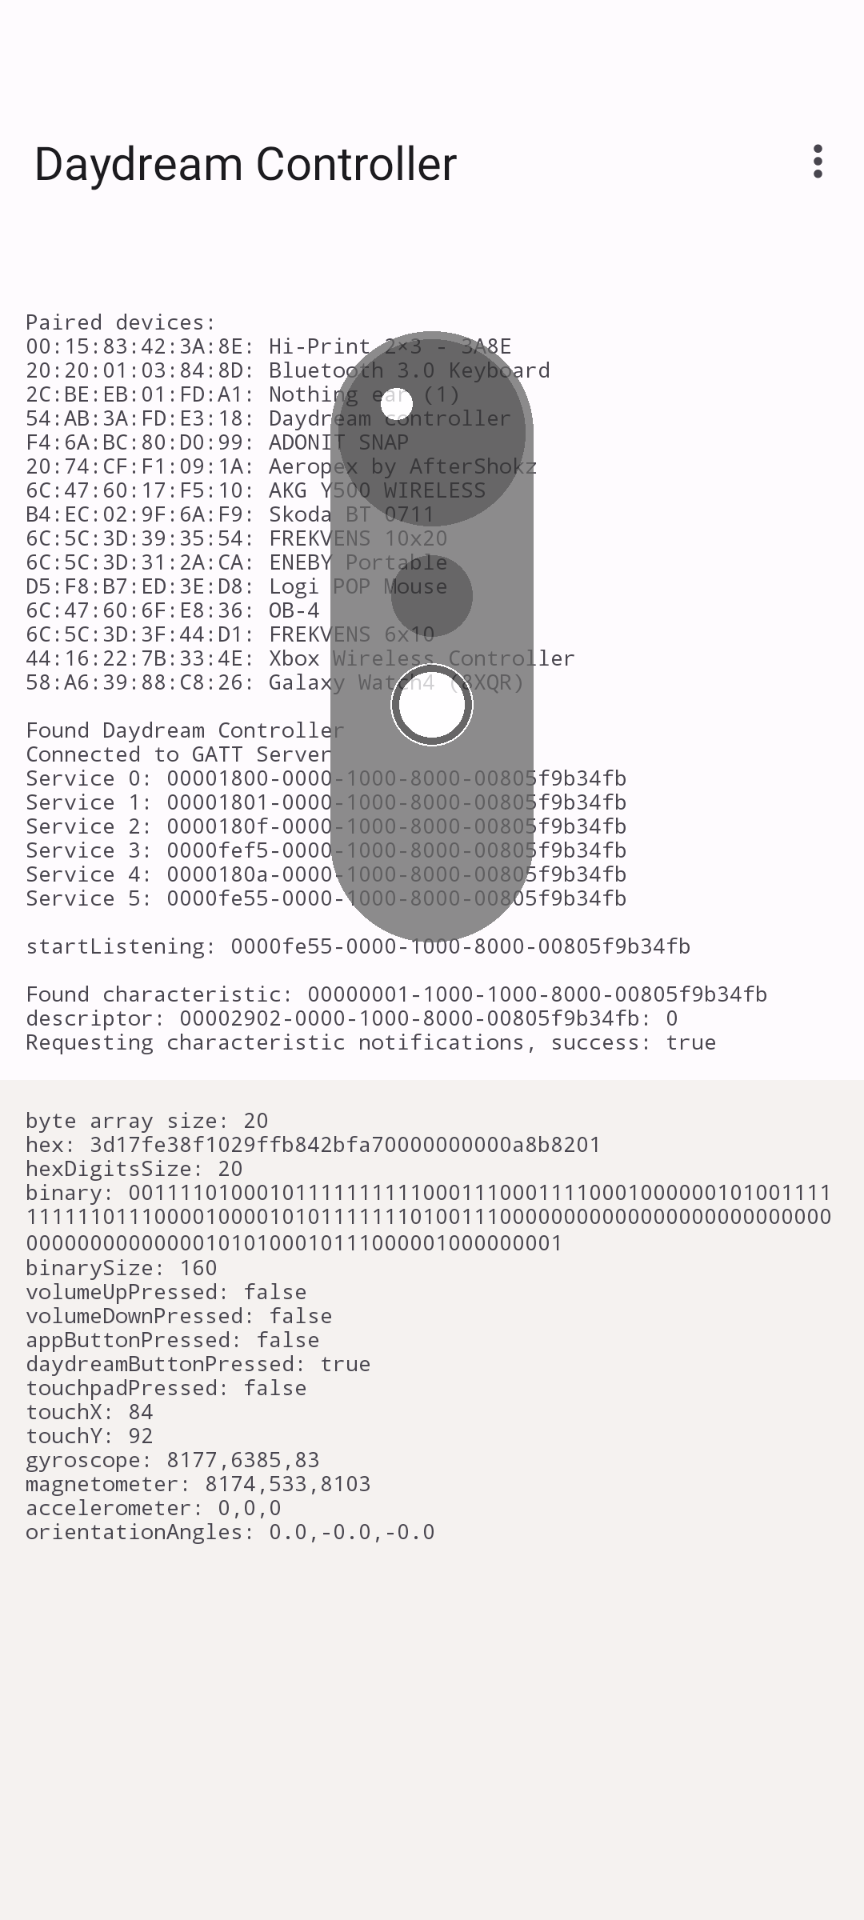 Daydream Controller
Paired devices:
00:15:83:42:3A:8E: Hi-Print 2×3 - 3A8E
20:20:01:03:84:8D: Bluetooth 3.0 Keyboard
2C:BE:EB:01:FD:A1: Nothing ear (1)
54:AB:3A:FD:E3:18: Daydream controller
F4:6A:BC:80:D0:99: ADONIT SNAP
20:74:CF:F1:09:1A: Aeropex by AfterShokz
6C:47:60:17:F5:10: AKG Y500 WIRELESS
B4:EC:02:9F:6A:F9: Skoda BT 0711
6C:5C:3D:39:35:54: FREKVENS 10x20
6C:5C:3D:31:2A:CA: ENEBY Portable
D5:F8:B7:ED:3E:D8: Logi POP Mouse
6C:47:60:6F:E8:36: OB-4
6C:5C:3D:3F:44:D1: FREKVENS 6x10
44:16:22:7B:33:4E: Xbox Wireless Controller
58:A6:39:88:C8:26: Galaxy Watch4 (3XQR)
Found Daydream Controller
Connected to GATT Server
Service 0: 00001800-0000-1000-8000-00805f9b34fb
Service 1: 00001801-0000-1000-8000-00805f9b34fb
Service 2: 0000180f-0000-1000-8000-00805f9b34fb
Service 3: 0000fef5-0000-1000-8000-00805f9b34fb
Service 4: 0000180a-0000-1000-8000-00805f9b34fb
Service 5: 0000fe55-0000-1000-8000-00805f9b34fb
startListening: 0000fe55-0000-1000-8000-00805f9b34fb
Found characteristic: 00000001-1000-1000-8000-00805f9b34fb
descriptor: 00002902-0000-1000-8000-00805f9b34fb: 0
Requesting characteristic notifications, success: true
byte array size: 20
hex: 3d17fe38f1029ffb842bfa70000000000a8b8201
hexDigitsSize: 20
binary: 0011110100010111111111100011100011110001000000101001111
1111110111000010000101011111110100111000000000000000000000000000
00000000000000101010001011100000100000000​1
binarySize: 160
volumeUpPressed: false
volumeDownPressed: false
appButtonPressed: false
daydreamButtonPressed: true
touchpadPressed: false
touchX: 84
touchY: 92
gyroscope: 8177,6385,83
magnetometer: 8174,533,8103
accelerometer: 0,0,0
orientationAngles: 0.0,-0.0,-0.0